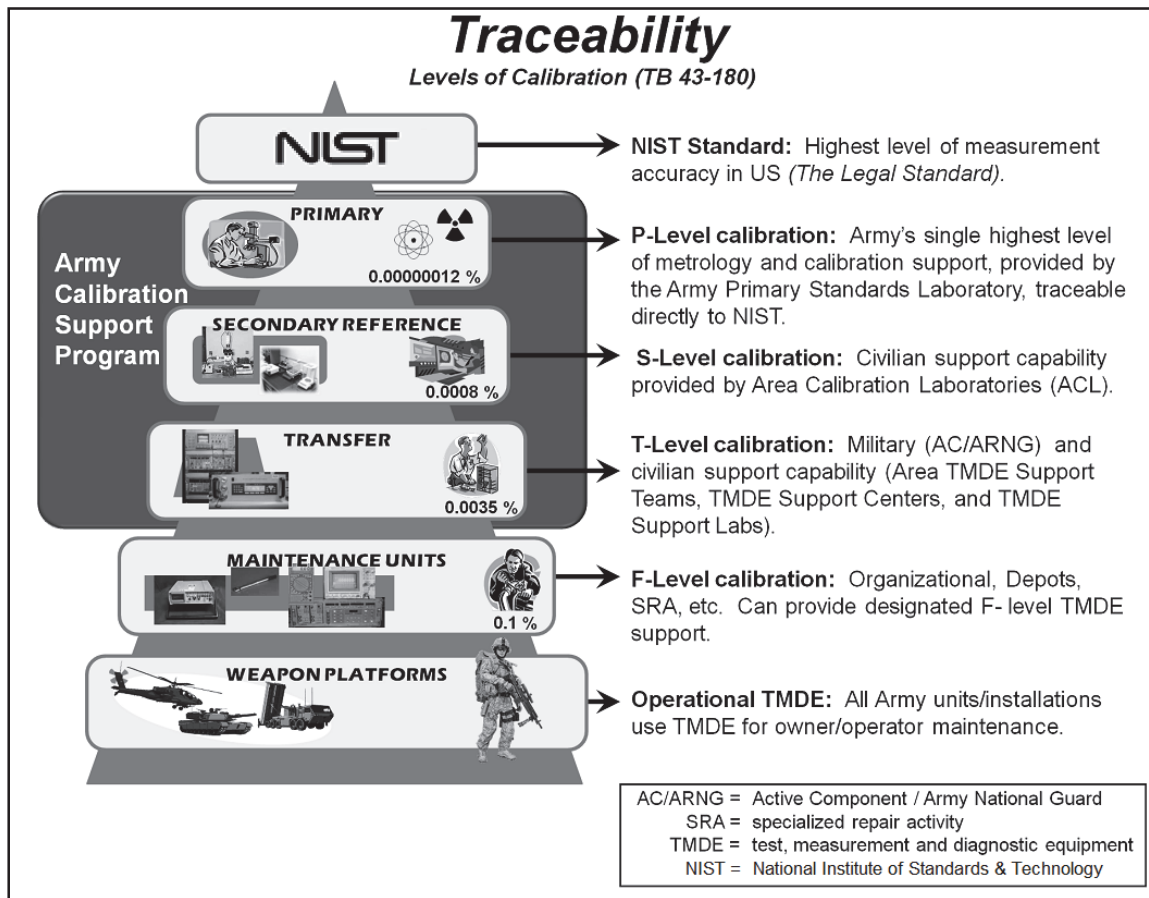 Traceability
Levels of Calibration (TB 43-180)
NIST
NIST Standard: Highest level of measurement
accuracy in US (The Legal Standard).
Army
Calibration
Support
Program
PRIMARY
0.00000012 %
P-Level calibration: Army's single highest level
of metrology and calibration support, provided by
the Army Primary Standards Laboratory, traceable
directly to NIST.
SECONDARY REFERENCE
0.0008 %
S-Level calibration: Civilian support capability
provided by Area Calibration Laboratories (ACL).
TRANSFER
0.0035 %
T-Level calibration: Military (AC/ARNG) and
civilian support capability (Area TMDE Support
Teams, TMDE Support Centers, and TMDE
Support Labs).
MAINTENANCE UNITS
0.1 %
F-Level calibration: Organizational, Depots,
SRA, etc. Can provide designated F- level TMDE
support.
WEAPON PLATFORMS
Operational TMDE: All Army units/installations
use TMDE for owner/operator maintenance.
AC/ARNG = Active Component / Army National Guard
SRA = specialized repair activity
TMDE = test, measurement and diagnostic equipment
NIST = National Institute of Standards & Technology